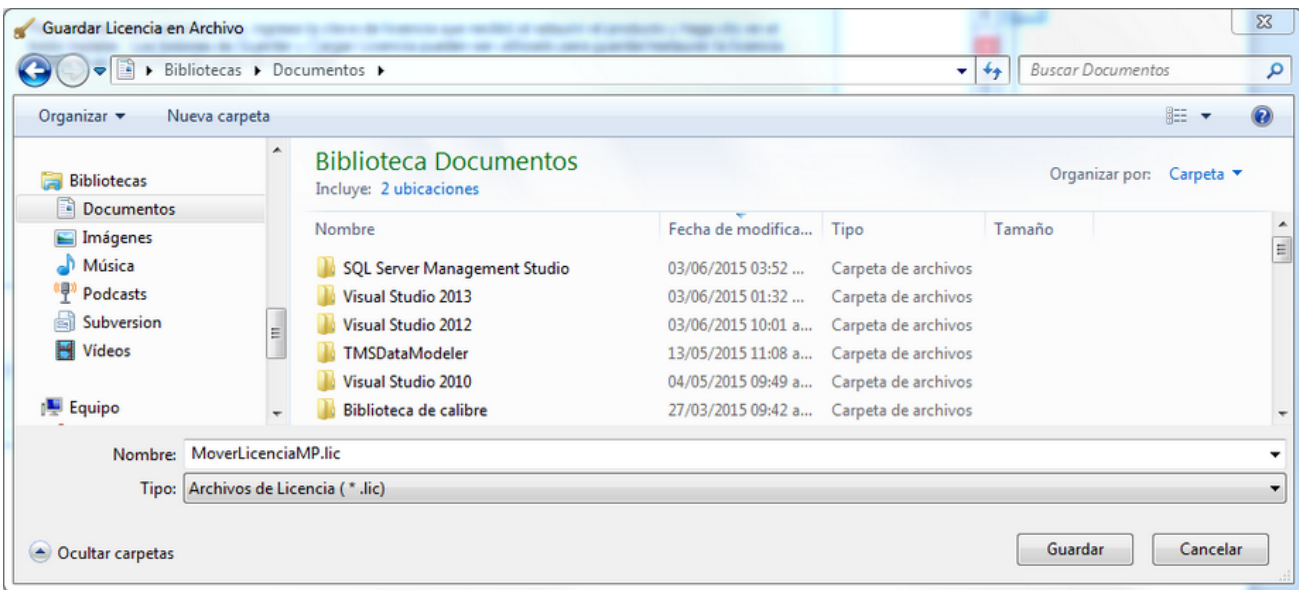 Guardar Licencia en Archivo
Bibliotecas Documentos
Buscar Documentos
Organizar Nueva carpeta
Biblioteca Documentos
Incluye: 2 ubicaciones
Organizar por: Carpeta
Bibliotecas
Documentos
Imágenes
Música
Podcasts
Subversion
Vídeos
Equipo
Nombre Fecha de modifica... Tipo Tamaño
SQL Server Management Studio 03/06/2015 03:52 ... Carpeta de archivos
Visual Studio 2013 03/06/2015 01:32 ... Carpeta de archivos
Visual Studio 2012 03/06/2015 10:01 a... Carpeta de archivos
TMSDataModeler 13/05/2015 11:08 a... Carpeta de archivos
Visual Studio 2010 04/05/2015 09:49 a... Carpeta de archivos
Biblioteca de calibre 27/03/2015 09:42 a... Carpeta de archivos
Nombre: MoverLicenciaMP.lic
Tipo: Archivos de Licencia ( * .lic)
Ocultar carpetas
Guardar Cancelar